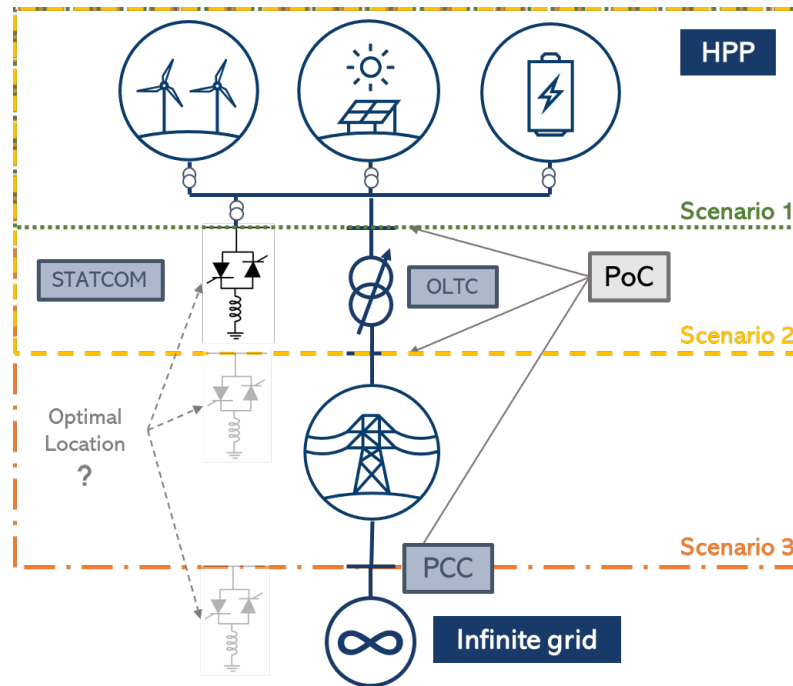 HPP
Scenario 1
STATCOM
OLTC
PoC
Scenario 2
Optimal
Location
?
Scenario 3
PCC
Infinite grid